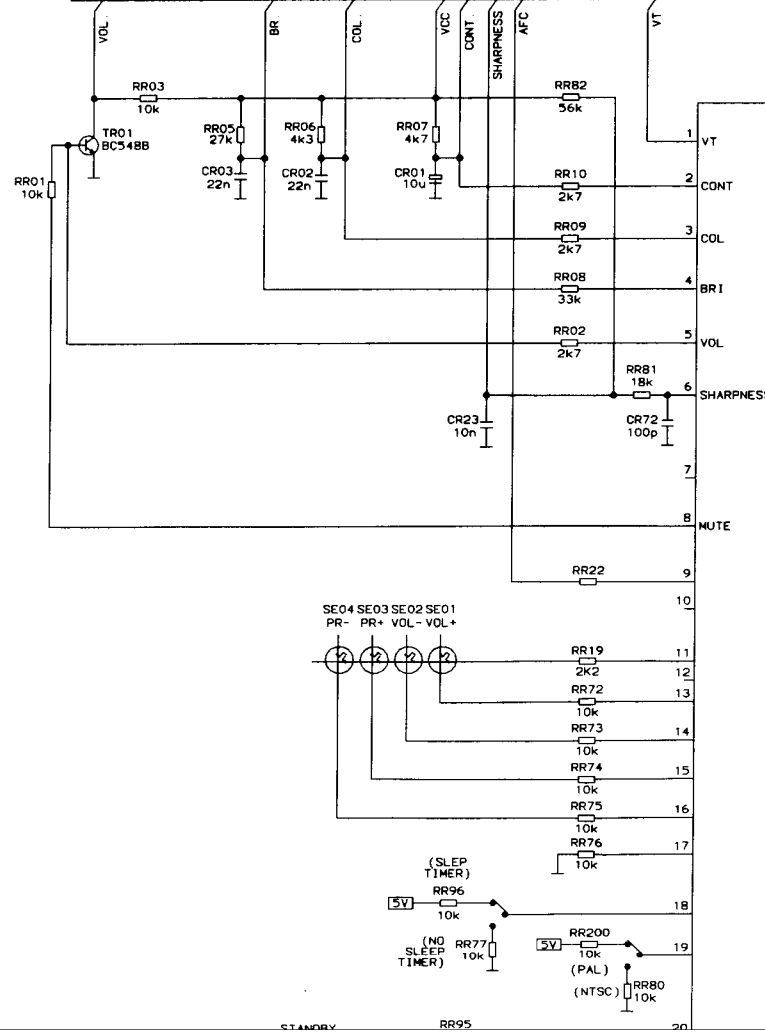 VOL.
BR.
COL.
VCC
CONT.
SHARPNESS
AFC
VT
RR03
10k
RR82
56k
TR01
BC548B
RR05
27k
RR06
4k3
RR07
4k7
1
VT
CR03
22n
CR02
22n
CR01
10u
RR01
10k
RR10
2k7
2
CONT
RR09
2k7
3
COL
RR08
33k
4
BRI
RR02
2k7
5
VOL
RR81
18k
6
SHARPNES
CR23
10n
CR72
100p
7
8
MUTE
RR22
9
10
SE04 SE03 SE02 SE01
PR- PR+ VOL- VOL+
RR19
2K2
11
12
RR72
10k
13
RR73
10k
14
RR74
10k
15
RR75
10k
16
RR76
10k
17
(SLEP
TIMER)
RR96
5V
10k
18
(NO
SLEEP
TIMER)
RR77
10k
RR200
5V
10k
19
(PAL)
(NTSC)
RR80
10k
STANDBY
RR95
20